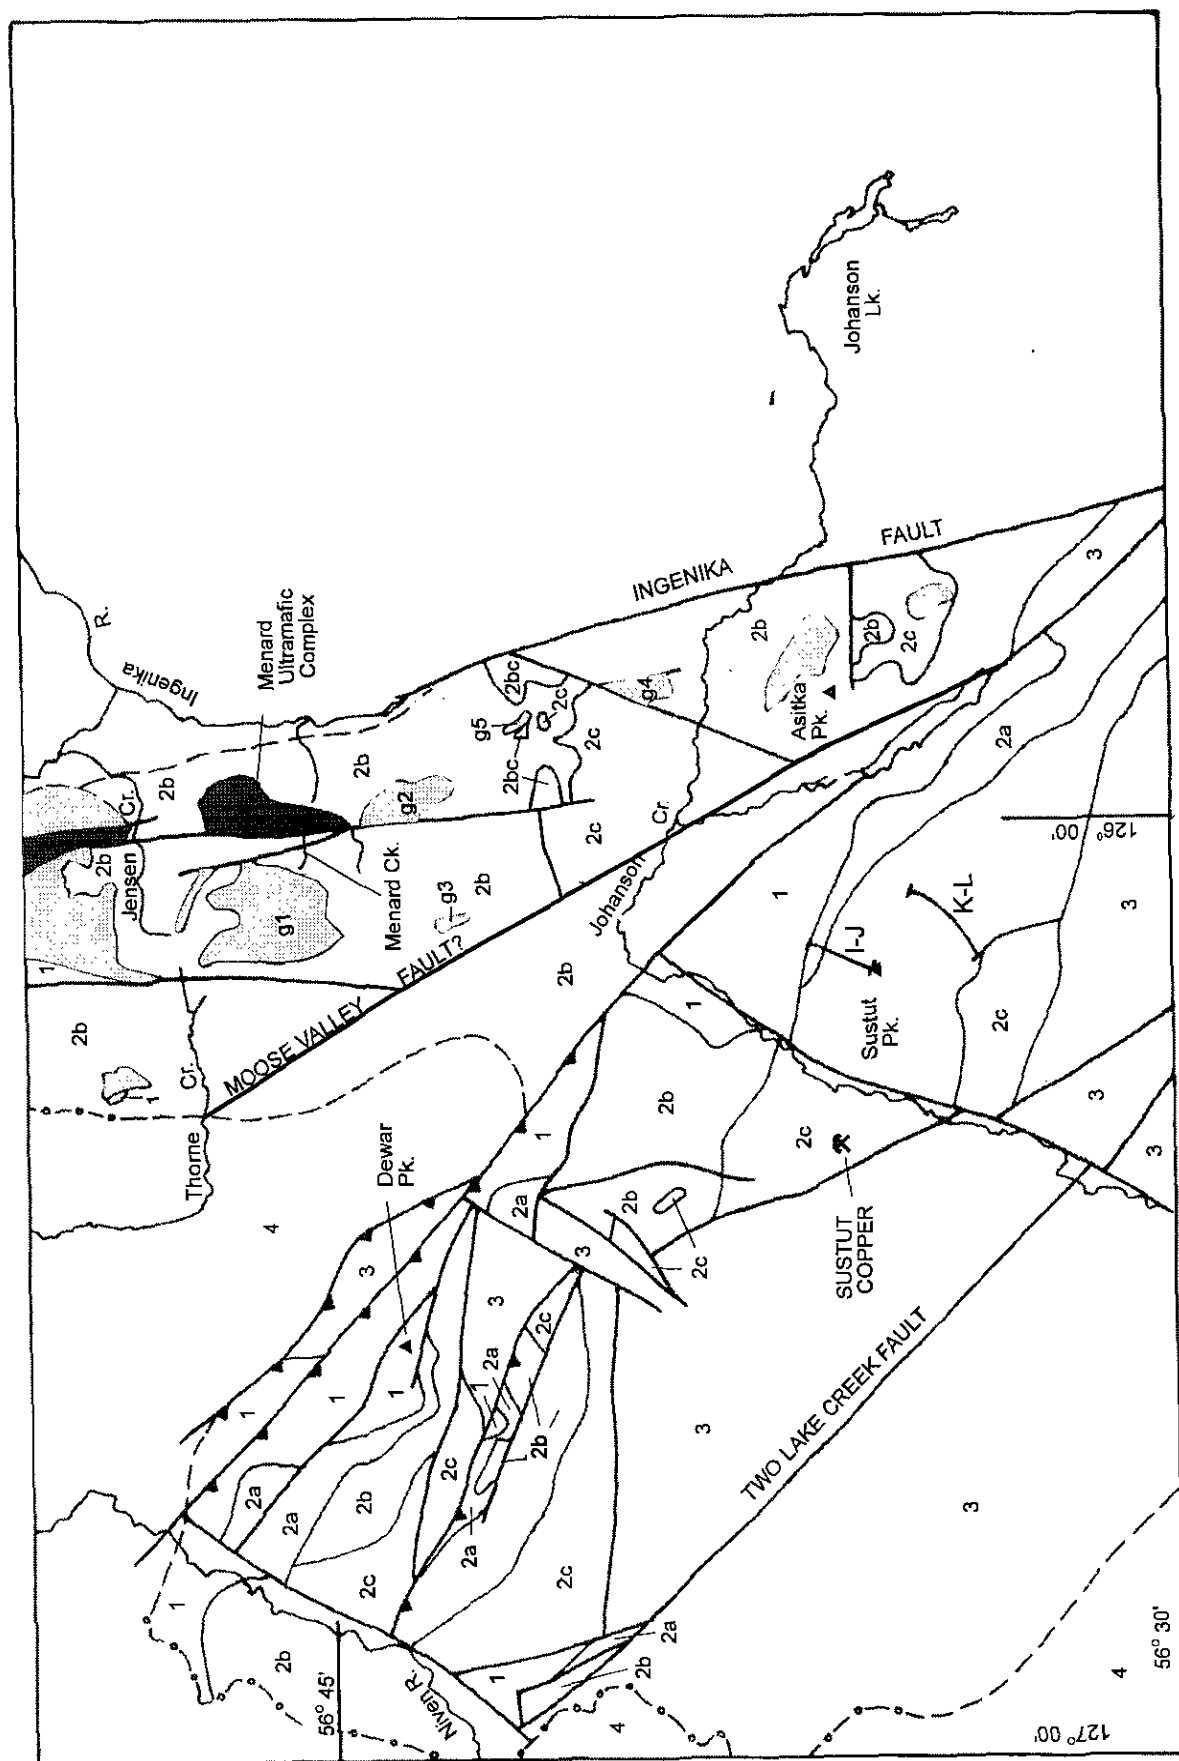 R.
Ingenika
Menard
Ultramafic
Complex
Jensen
Cr.
2b
2b
1
2b
g1
Menard Ck.
2b
g2
g3
2b
g5
2bc
2bc
2c
2c
g4
2c
INGENIKA
FAULT
2b
Asitka
Pk.
2b
2c
3
Johanson
Lk.
Thorne
Cr.
1
MOOSE VALLEY
FAULT?
2b
Johanson
Cr.
4
Dewar
Pk.
1
3
1
1
1
2a
2a
2b
2c
2c
3
2a
1
2a
2c
2b
2a
3
2b
2c
2b
1
2c
SUSTUT
COPPER
1
2a
I-J
K-L
Sustut
Pk.
2c
3
3
3
126°
00'
TWO LAKE CREEK FAULT
3
3
2c
1
2b
56° 45'
Niven R.
1
2b
2a
4
4
127° 00'
56° 30'